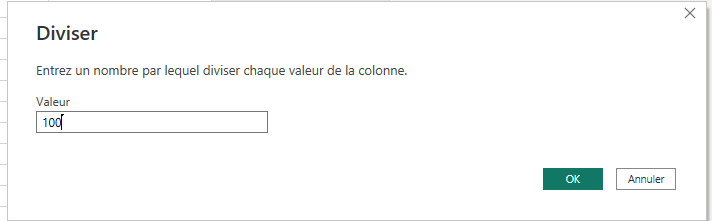 Diviser
Entrez un nombre par lequel diviser chaque valeur de la colonne.
Valeur
100
OK
Annuler